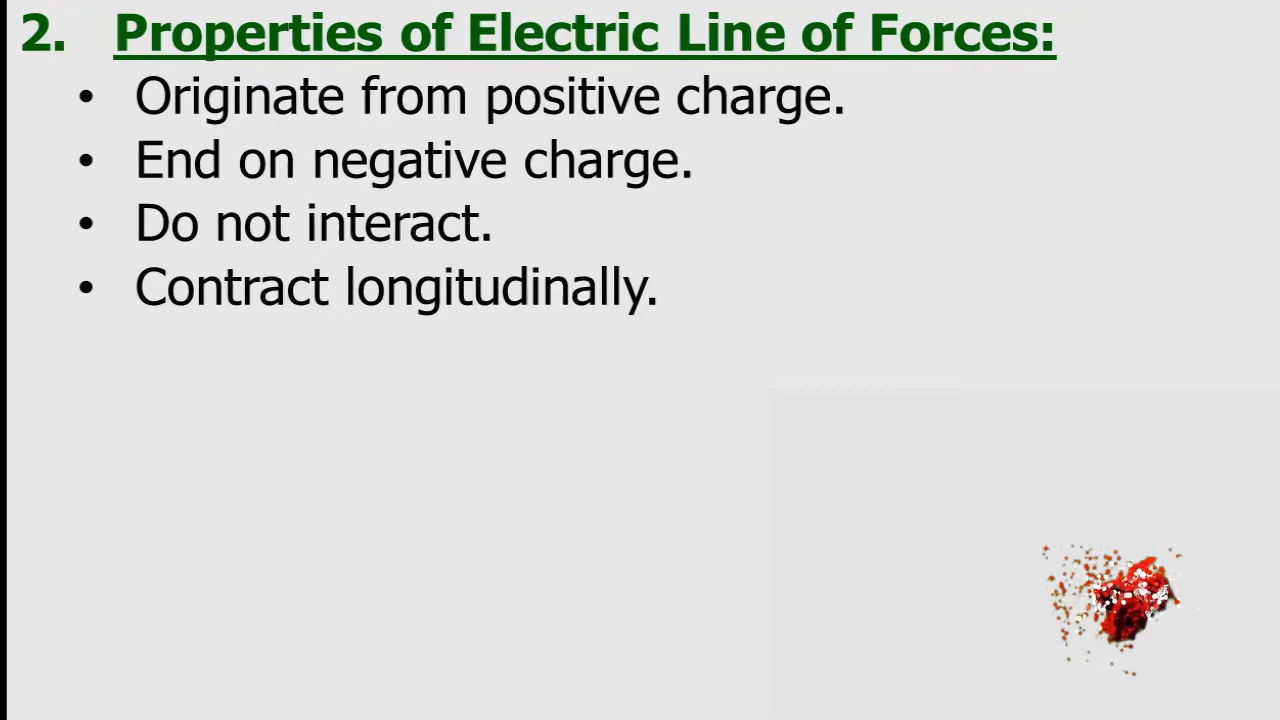 2. Properties of Electric Line of Forces:
• Originate from positive charge.
• End on negative charge.
• Do not interact.
• Contract longitudinally.